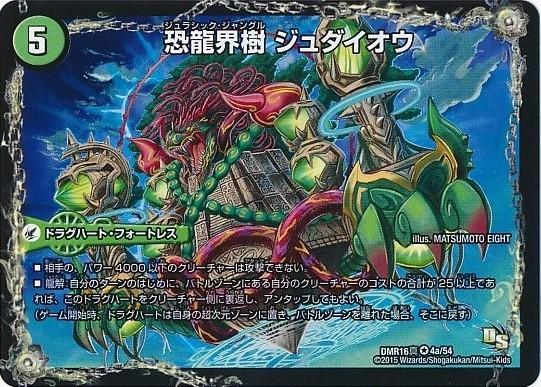 5
ジュラシック・ジャングル
恐龍界樹 ジュダイオウ
ドラグハート・フォートレス
illus. MATSUMOTO EIGHT
■ 相手の、パワー4000以下のクリーチャーは攻撃できない。
■ 龍解：自分のターンのはじめに、バトルゾーンにある自分のクリーチャーのコストの合計が25以上であ
れば、このドラグハートをクリーチャー側に裏返し、アンタップしてもよい。
(ゲーム開始時、ドラグハートは自身の超次元ゾーンに置き、バトルゾーンを離れた場合、そこに戻す)
DS
DMR16真 4a/54
©2015 Wizards/Shogakukan/Mitsui-Kids